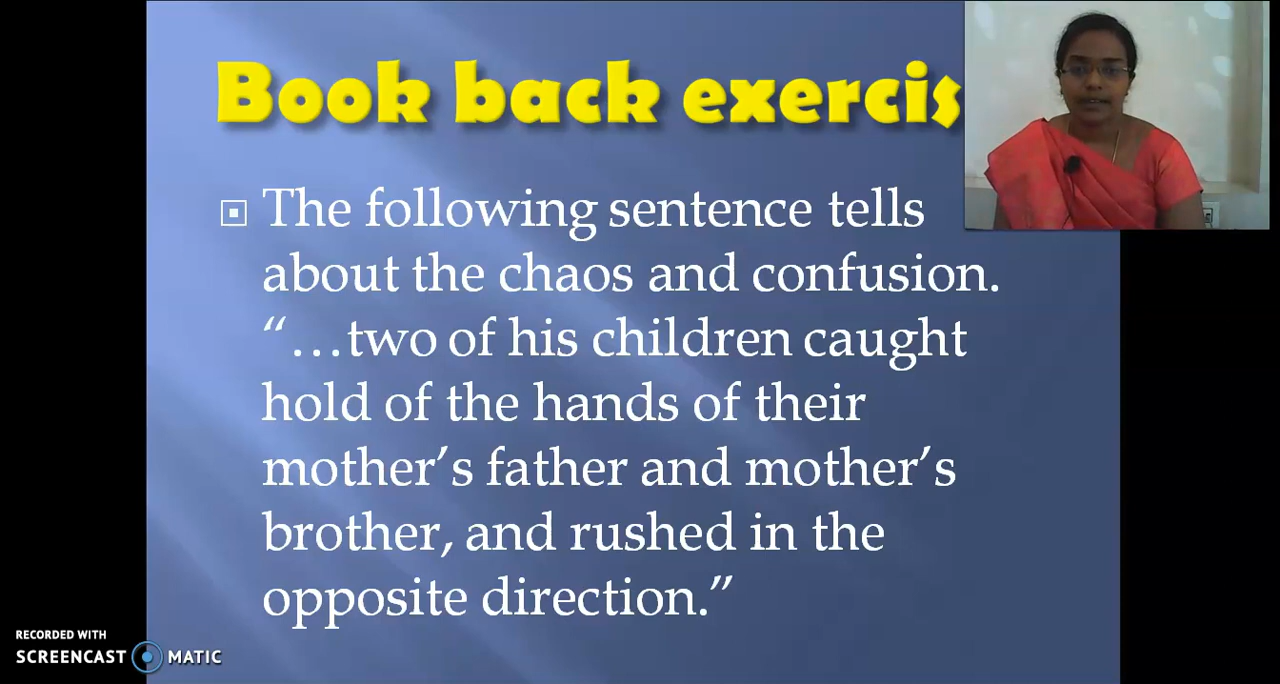 Book back exercis
The following sentence tells
about the chaos and confusion.
“…two of his children caught
hold of the hands of their
mother’s father and mother’s
brother, and rushed in the
opposite direction.”
RECORDED WITH
SCREENCAST MATIC